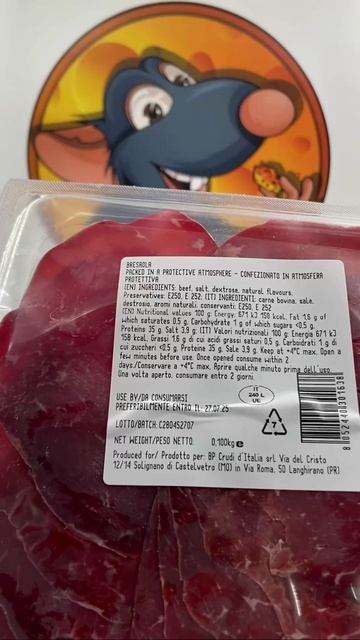 BRESAOLA
PACKED IN A PROTECTIVE ATMOSPHERE - CONFEZIONATO IN ATMOSFERA
PROTETTIVA
(EN) INGREDIENTS: beef, salt, dextrose, natural flavours,
Preservatives: E250, E 252; (IT) INGREDIENTI: carne bovina, sale,
destrosio, aromi naturali, conservanti: E250, E 252
(EN) Nutritional values 100 g: Energy: 671 kJ 158 kcal. Fat 1.6 g of
which saturates 0.5 g. Carbohydrate 1 g of which sugars <0.5 g.
Proteins 35 g. Salt 3.9 g; (IT) Valori nutrizionali 100 g: Energia 671 kJ
158 kcal. Grassi 1.6 g di cui acidi grassi saturi 0.5 g. Carboidrati 1 g di
cui zuccheri <0.5 g. Proteine 35 g. Sale 3.9 g. Keep at +4°C max. Open a
few minutes before use. Once opened consume within 2
days/Conservare a +4°C max. Aprire qualche minuto prima dell'uso.
Una volta aperto, consumare entro 2 giorni
USE BY/DA CONSUMARSI
PREFERIBILMENTE ENTRO IL: 27.07.25
IT
240 L
UE
LOTTO/BATCH: C2804S2707
7
NET WEIGHT/PESO NETTO: 0,100kg e
8052440301638
Produced for/ Prodotto per: BP Crudi d'Italia srl Via del Cristo
12/14 Solignano di Castelvetro (MO) in Via Roma, 50 Langhirano (PR)